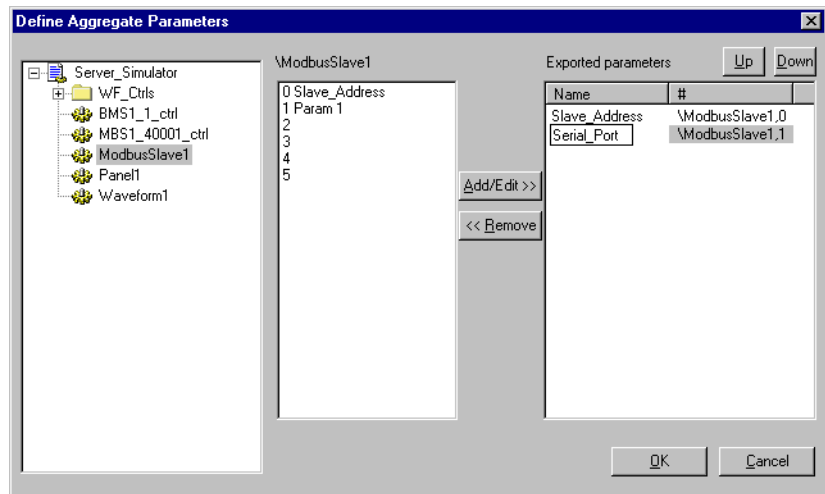 Define Aggregate Parameters
Server_Simulator
WF_Ctrls
BMS1_1_ctrl
MBS1_40001_ctrl
ModbusSlave1
Panel1
Waveform1
\ModbusSlave1
0 Slave_Address
1 Param 1
2
3
4
5
Add/Edit >>
<< Remove
Exported parameters
Up
Down
Name #
Slave_Address \ModbusSlave1,0
Serial_Port \ModbusSlave1,1
OK
Cancel